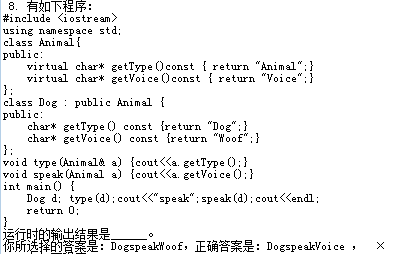 8. 有如下程序：
#include <iostream>
using namespace std;
class Animal{
public:
virtual char* getType()const { return "Animal";}
virtual char* getVoice()const { return "Voice";}
};
class Dog : public Animal {
public:
char* getType() const {return "Dog";}
char* getVoice() const {return "Woof";}
};
void type(Animal& a) {cout<<a.getType();}
void speak(Animal a) {cout<<a.getVoice();}
int main() {
Dog d; type(d);cout<<"speak";speak(d);cout<<endl;
return 0;
}
运行时的输出结果是______。
你所选择的答案是：DogspeakWoof，正确答案是：DogspeakVoice ， ×